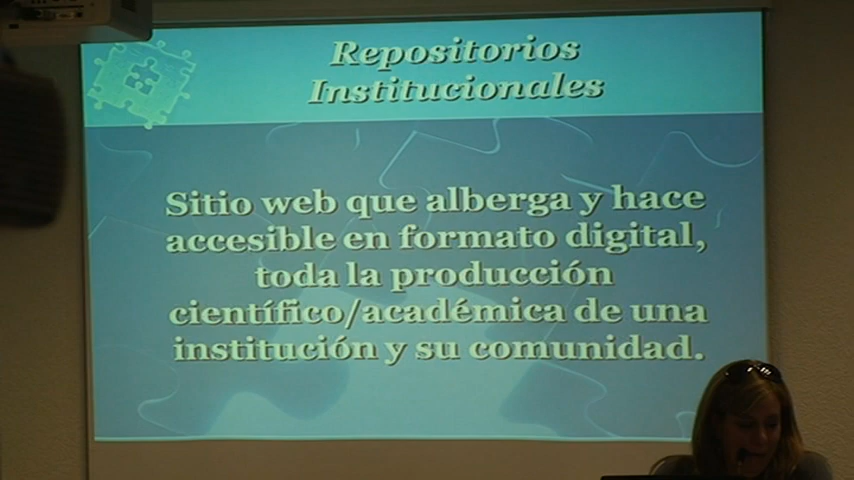 Repositorios
Institucionales
Sitio web que alberga y hace
accesible en formato digital,
toda la producción
científico/académica de una
institución y su comunidad.